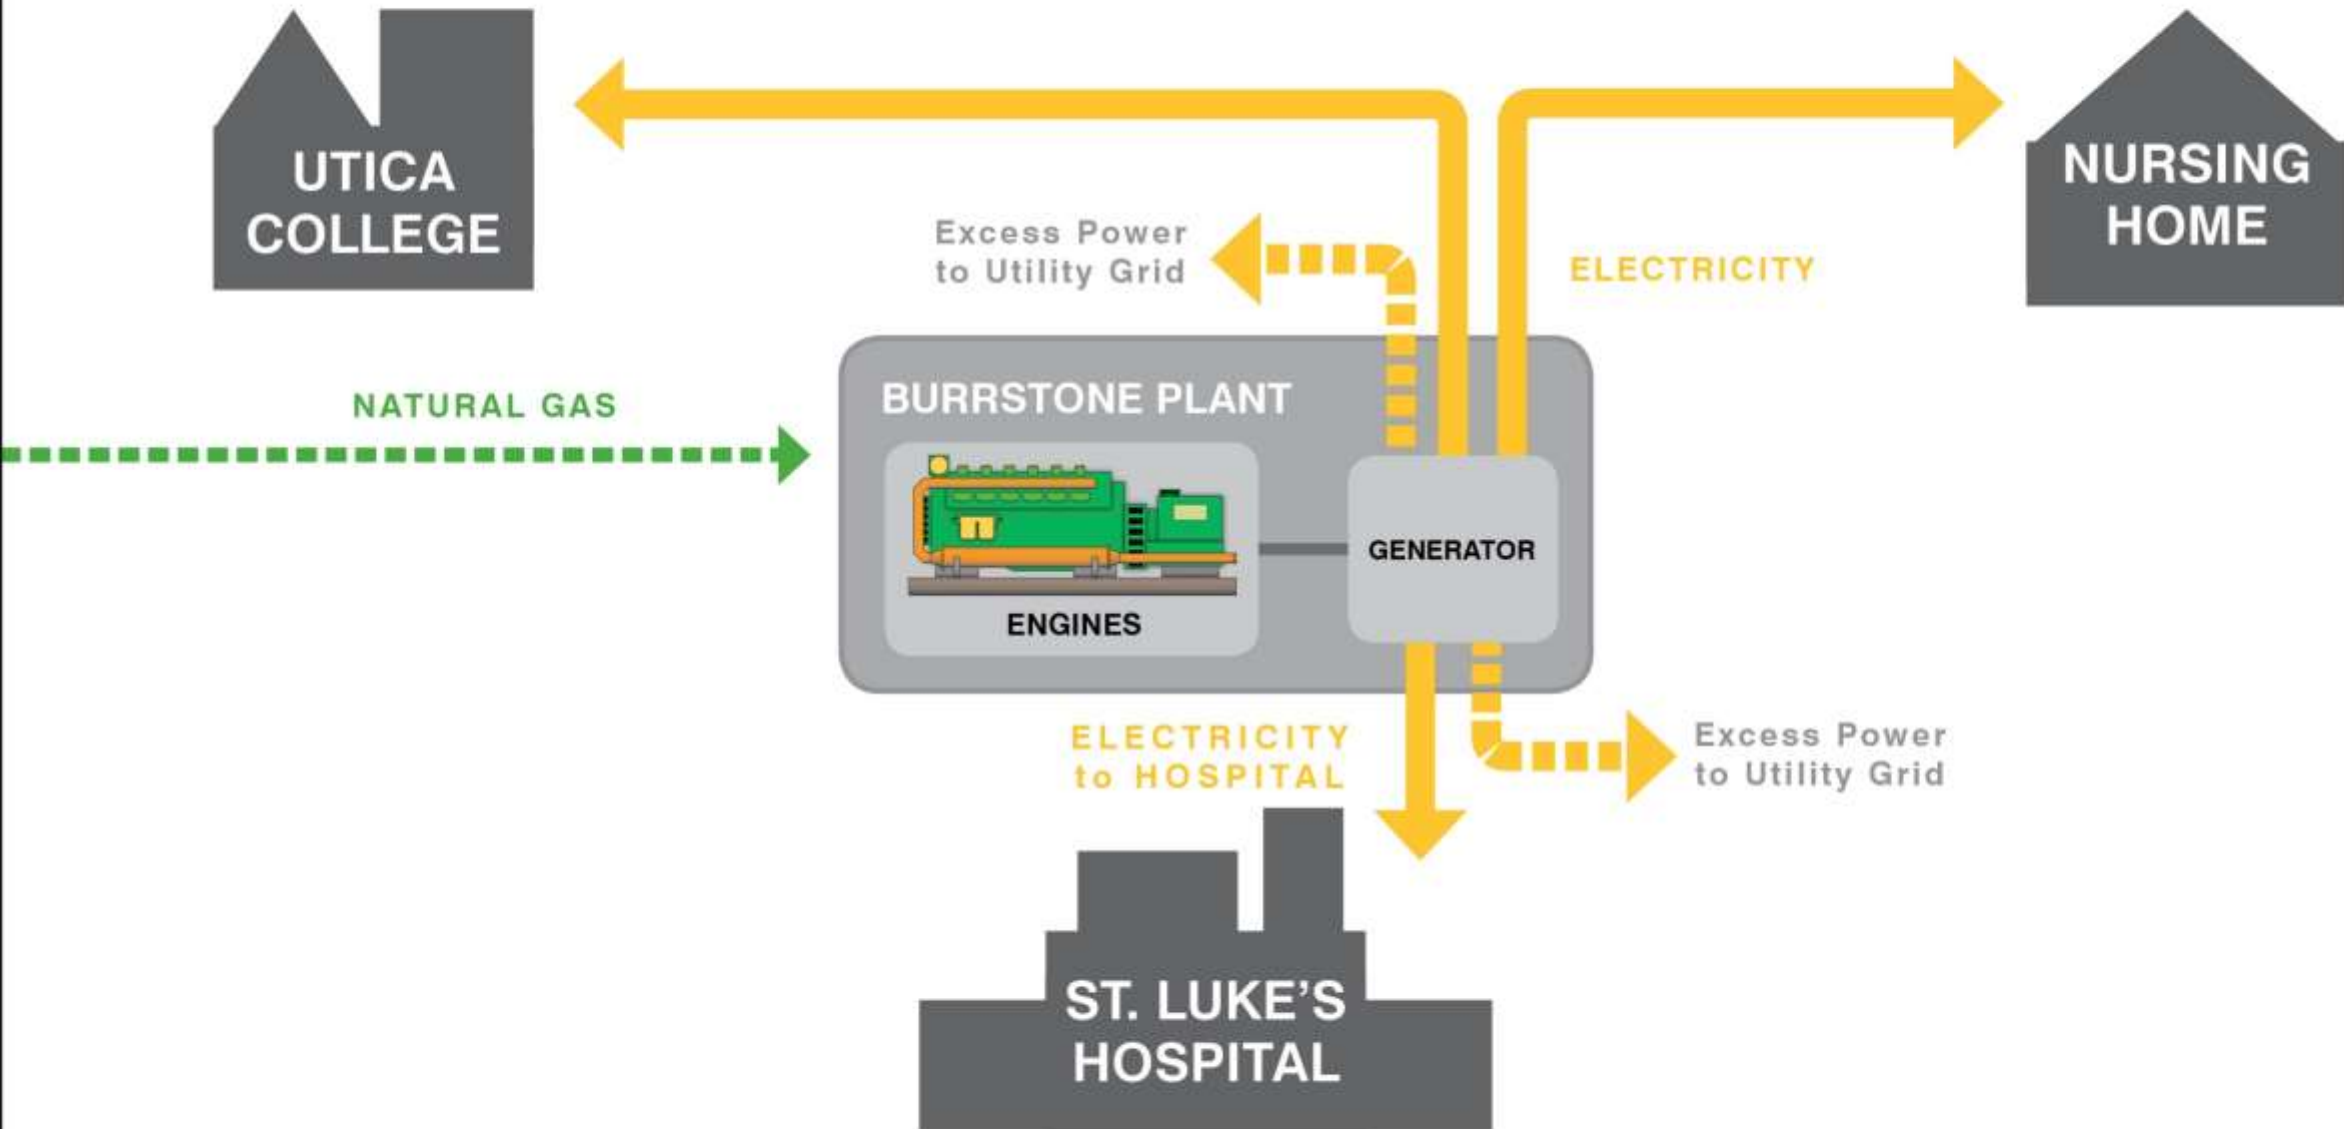 UTICA
COLLEGE
NURSING
HOME
Excess Power
to Utility Grid
ELECTRICITY
NATURAL GAS
BURRSTONE PLANT
ENGINES
GENERATOR
ELECTRICITY
to HOSPITAL
Excess Power
to Utility Grid
ST. LUKE’S
HOSPITAL